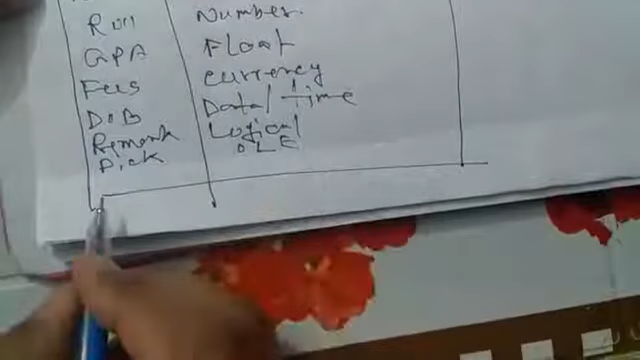 Roll Number.
GPA Float
Fees Currency
DOB Data/time
Remark Logical
Pick OLE